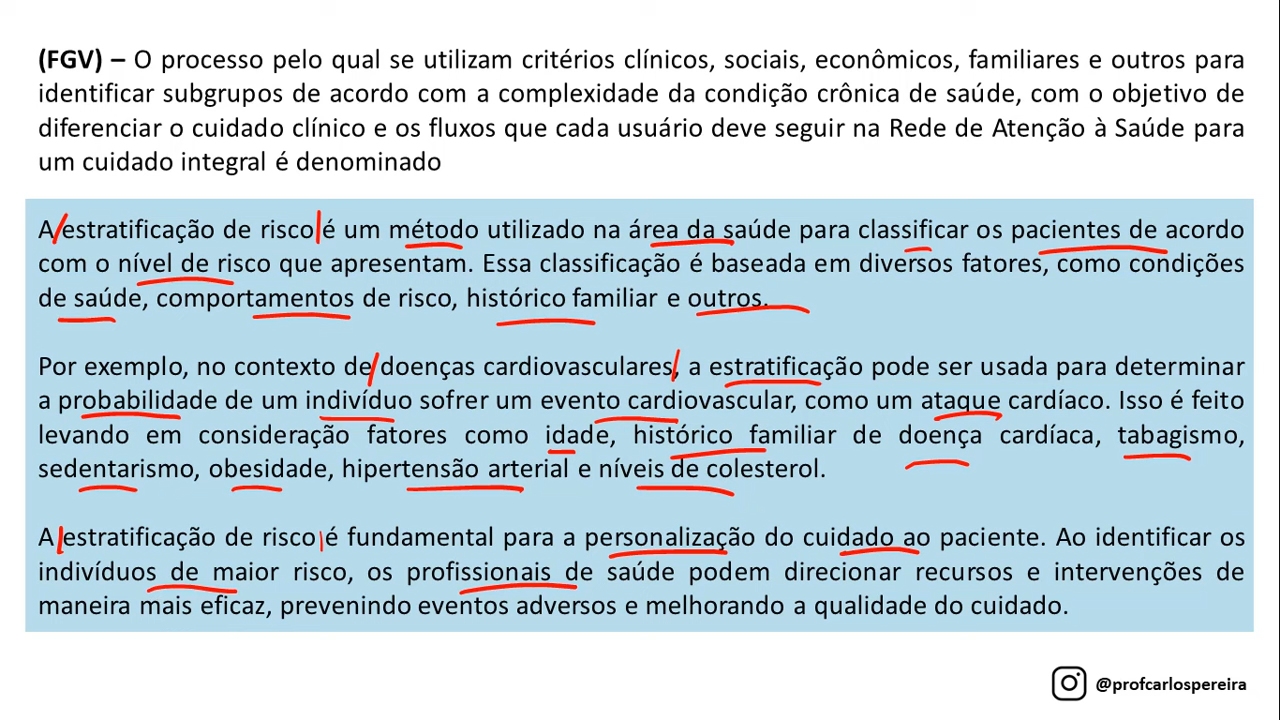 (FGV) – O processo pelo qual se utilizam critérios clínicos, sociais, econômicos, familiares e outros para
identificar subgrupos de acordo com a complexidade da condição crônica de saúde, com o objetivo de
diferenciar o cuidado clínico e os fluxos que cada usuário deve seguir na Rede de Atenção à Saúde para
um cuidado integral é denominado
A estratificação de risco é um método utilizado na área da saúde para classificar os pacientes de acordo
com o nível de risco que apresentam. Essa classificação é baseada em diversos fatores, como condições
de saúde, comportamentos de risco, histórico familiar e outros.
Por exemplo, no contexto de doenças cardiovasculares, a estratificação pode ser usada para determinar
a probabilidade de um indivíduo sofrer um evento cardiovascular, como um ataque cardíaco. Isso é feito
levando em consideração fatores como idade, histórico familiar de doença cardíaca, tabagismo,
sedentarismo, obesidade, hipertensão arterial e níveis de colesterol.
A estratificação de risco é fundamental para a personalização do cuidado ao paciente. Ao identificar os
indivíduos de maior risco, os profissionais de saúde podem direcionar recursos e intervenções de
maneira mais eficaz, prevenindo eventos adversos e melhorando a qualidade do cuidado.
@profcarlospereira